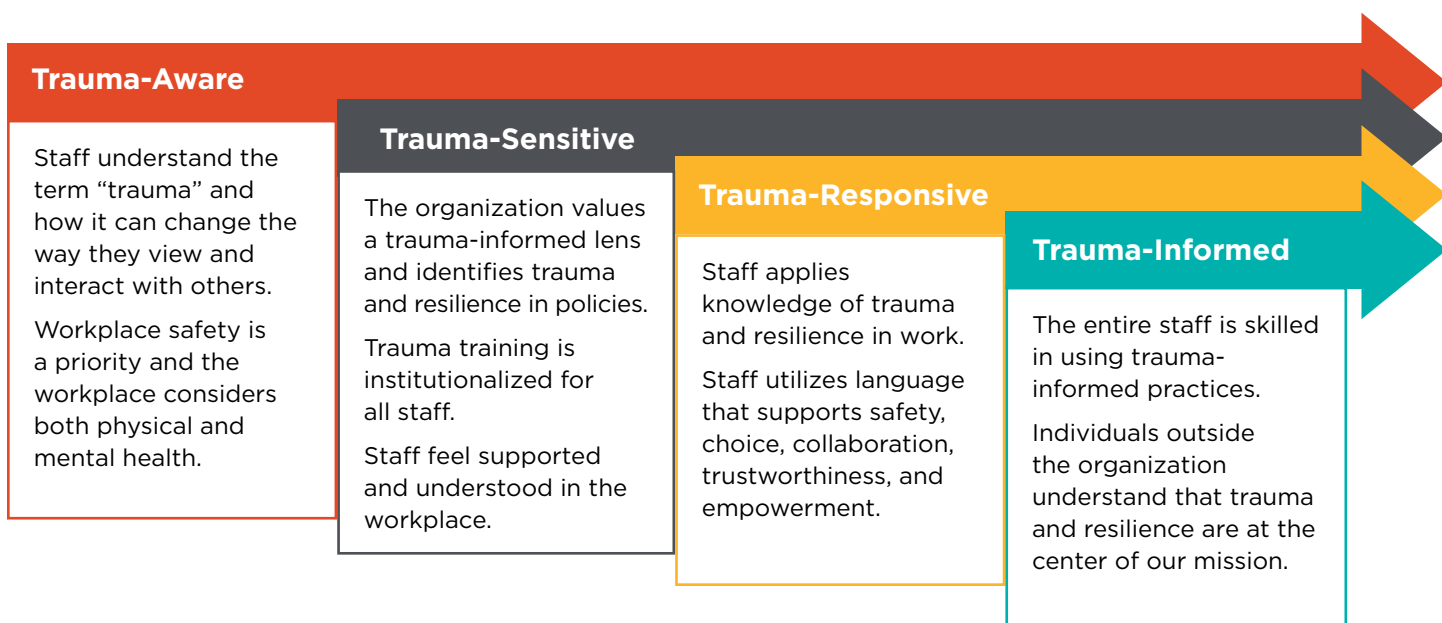 Trauma-Aware
Staff understand the
term “trauma” and
how it can change the
way they view and
interact with others.
Workplace safety is
a priority and the
workplace considers
both physical and
mental health.
Trauma-Sensitive
The organization values
a trauma-informed lens
and identifies trauma
and resilience in policies.
Trauma training is
institutionalized for
all staff.
Staff feel supported
and understood in the
workplace.
Trauma-Responsive
Staff applies
knowledge of trauma
and resilience in work.
Staff utilizes language
that supports safety,
choice, collaboration,
trustworthiness, and
empowerment.
Trauma-Informed
The entire staff is skilled
in using trauma-
informed practices.
Individuals outside
the organization
understand that trauma
and resilience are at the
center of our mission.